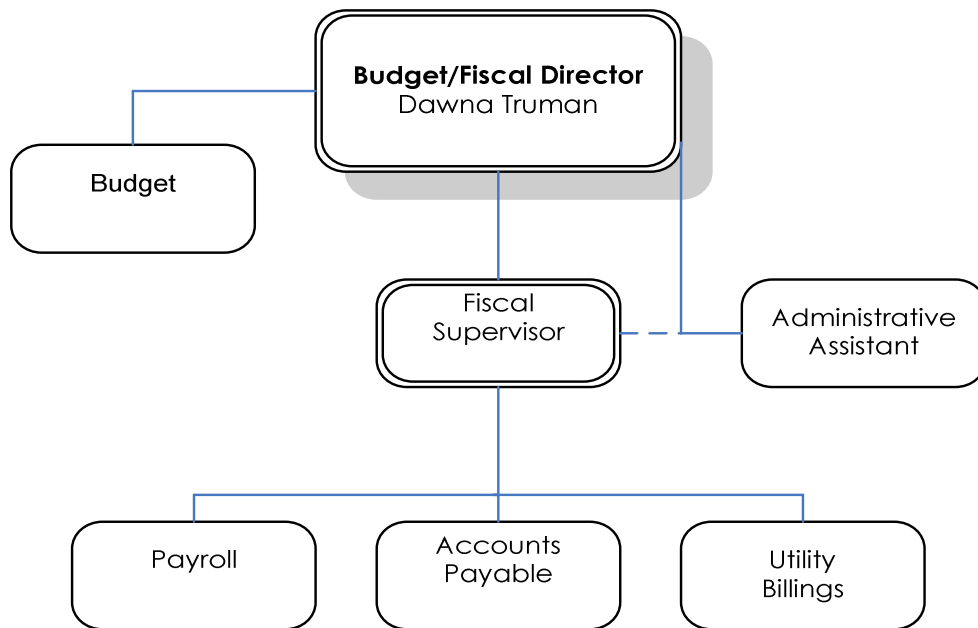 Budget/Fiscal Director
Dawna Truman
Budget
Fiscal
Supervisor
Administrative
Assistant
Payroll
Accounts
Payable
Utility
Billings